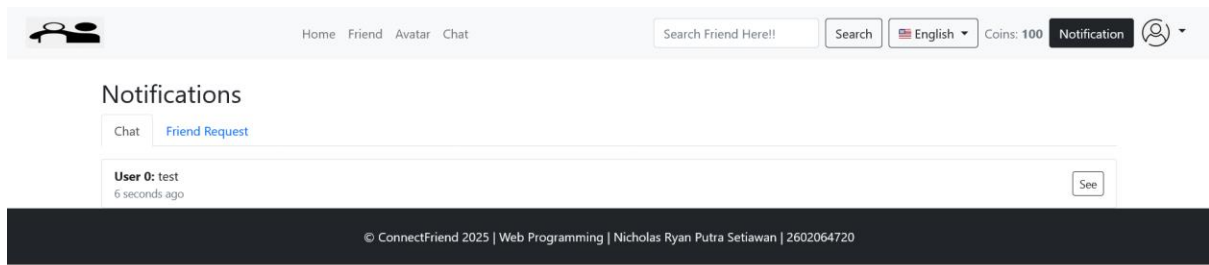 Home Friend Avatar Chat Search Friend Here!! Search English Coins: 100 Notification
Notifications
Chat Friend Request
User 0: test
6 seconds ago
See
© ConnectFriend 2025 | Web Programming | Nicholas Ryan Putra Setiawan | 2602064720